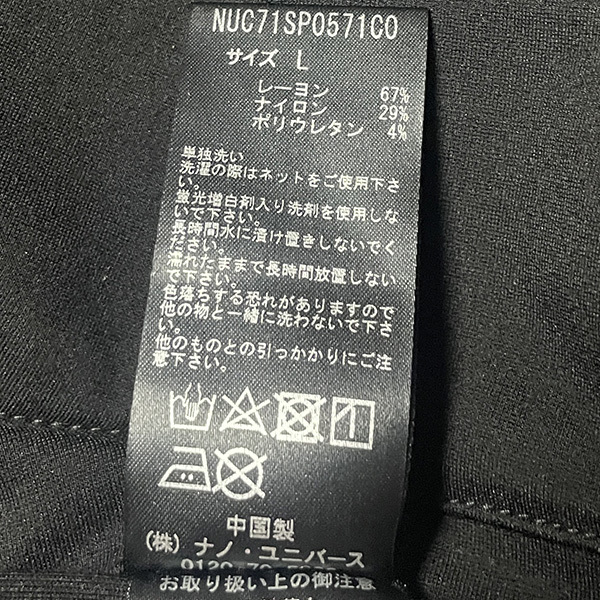 NUC71SP0571CO
サイズ L
レーヨン 67%
ナイロン 29%
ポリウレタン 4%
単独洗い
洗濯の際はネットをご使用下さ
い。
蛍光増白剤入り洗剤を使用しな
いで下さい。
長時間水に漬け置きしないでく
ださい。
濡れたままで長時間放置しない
で下さい。
色落ちする恐れがありますので
他の物と一緒に洗わないで下さ
い。
他のものとの引っかかりにご注
意下さい。
中国製
(株) ナノ・ユニバース
お取り扱い上の御注意